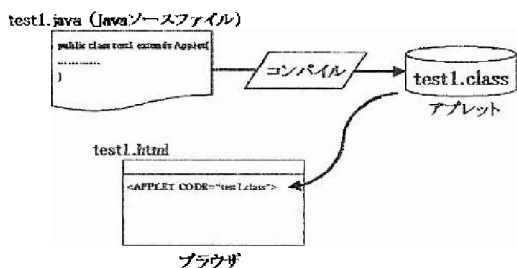 test1.java (Javaソースファイル)
public class test1 extends Applet{
............
}
コンパイル
test1.class
アプレット
test1.html
<APPLET CODE="test1.class">
ブラウザ